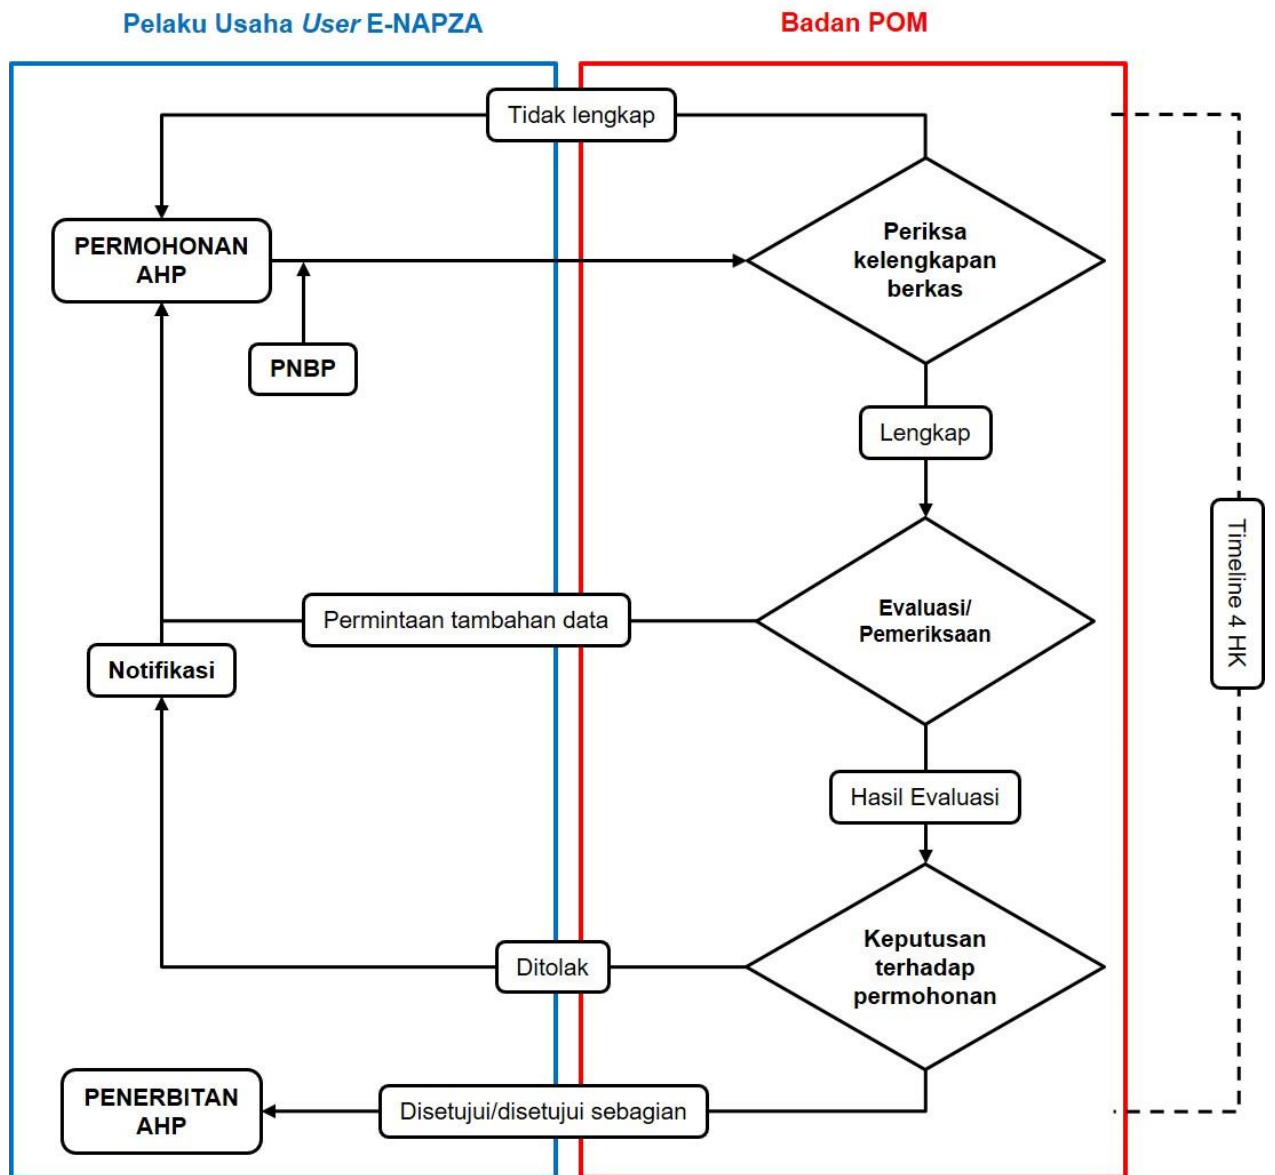 Pelaku Usaha User E-NAPZA
Badan POM
Tidak lengkap
PERMOHONAN
AHP
Periksa
kelengkapan
berkas
PNBP
Lengkap
Timeline 4 HK
Permintaan tambahan data
Evaluasi/
Pemeriksaan
Notifikasi
Hasil Evaluasi
Ditolak
Keputusan
terhadap
permohonan
PENERBITAN
AHP
Disetujui/disetujui sebagian